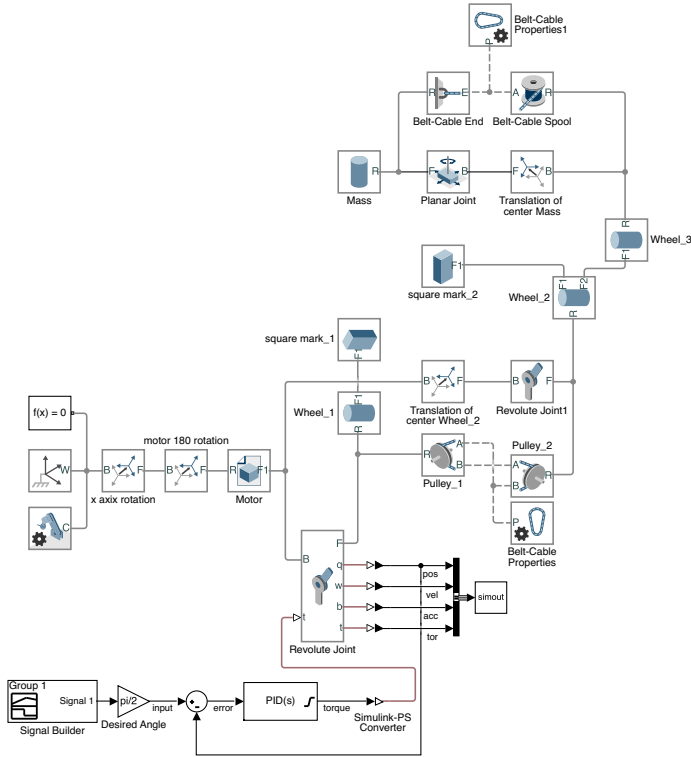 Belt-Cable
Properties1
P
R
E
A
R
Belt-Cable End
Belt-Cable Spool
R
F
B
F
B
Mass
Planar Joint
Translation of
center Mass
R
F1
Wheel_3
F1
square mark_2
F1
F2
R
Wheel_2
square mark_1
F1
F1
R
Wheel_1
B
F
Translation of
center Wheel_2
B
F
Revolute Joint1
f(x) = 0
W
C
B
F
x axix rotation
motor 180 rotation
B
F
R
F1
Motor
R
A
B
Pulley_1
Pulley_2
A
B
R
P
Belt-Cable
Properties
B
F
q
w
b
t
t
Revolute Joint
pos
vel
acc
tor
simout
Group 1
Signal 1
Signal Builder
pi/2
Desired Angle
input
+
-
error
PID(s)
torque
Simulink-PS
Converter